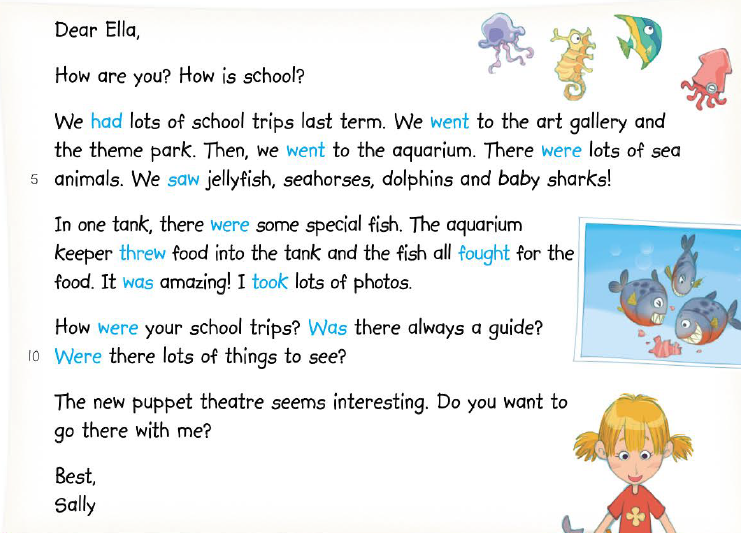 Dear Ella,
How are you? How is school?
We had lots of school trips last term. We went to the art gallery and
the theme park. Then, we went to the aquarium. There were lots of sea
5 animals. We saw jellyfish, seahorses, dolphins and baby sharks!
In one tank, there were some special fish. The aquarium
keeper threw food into the tank and the fish all fought for the
food. It was amazing! I took lots of photos.
How were your school trips? Was there always a guide?
10 Were there lots of things to see?
The new puppet theatre seems interesting. Do you want to
go there with me?
Best,
Sally